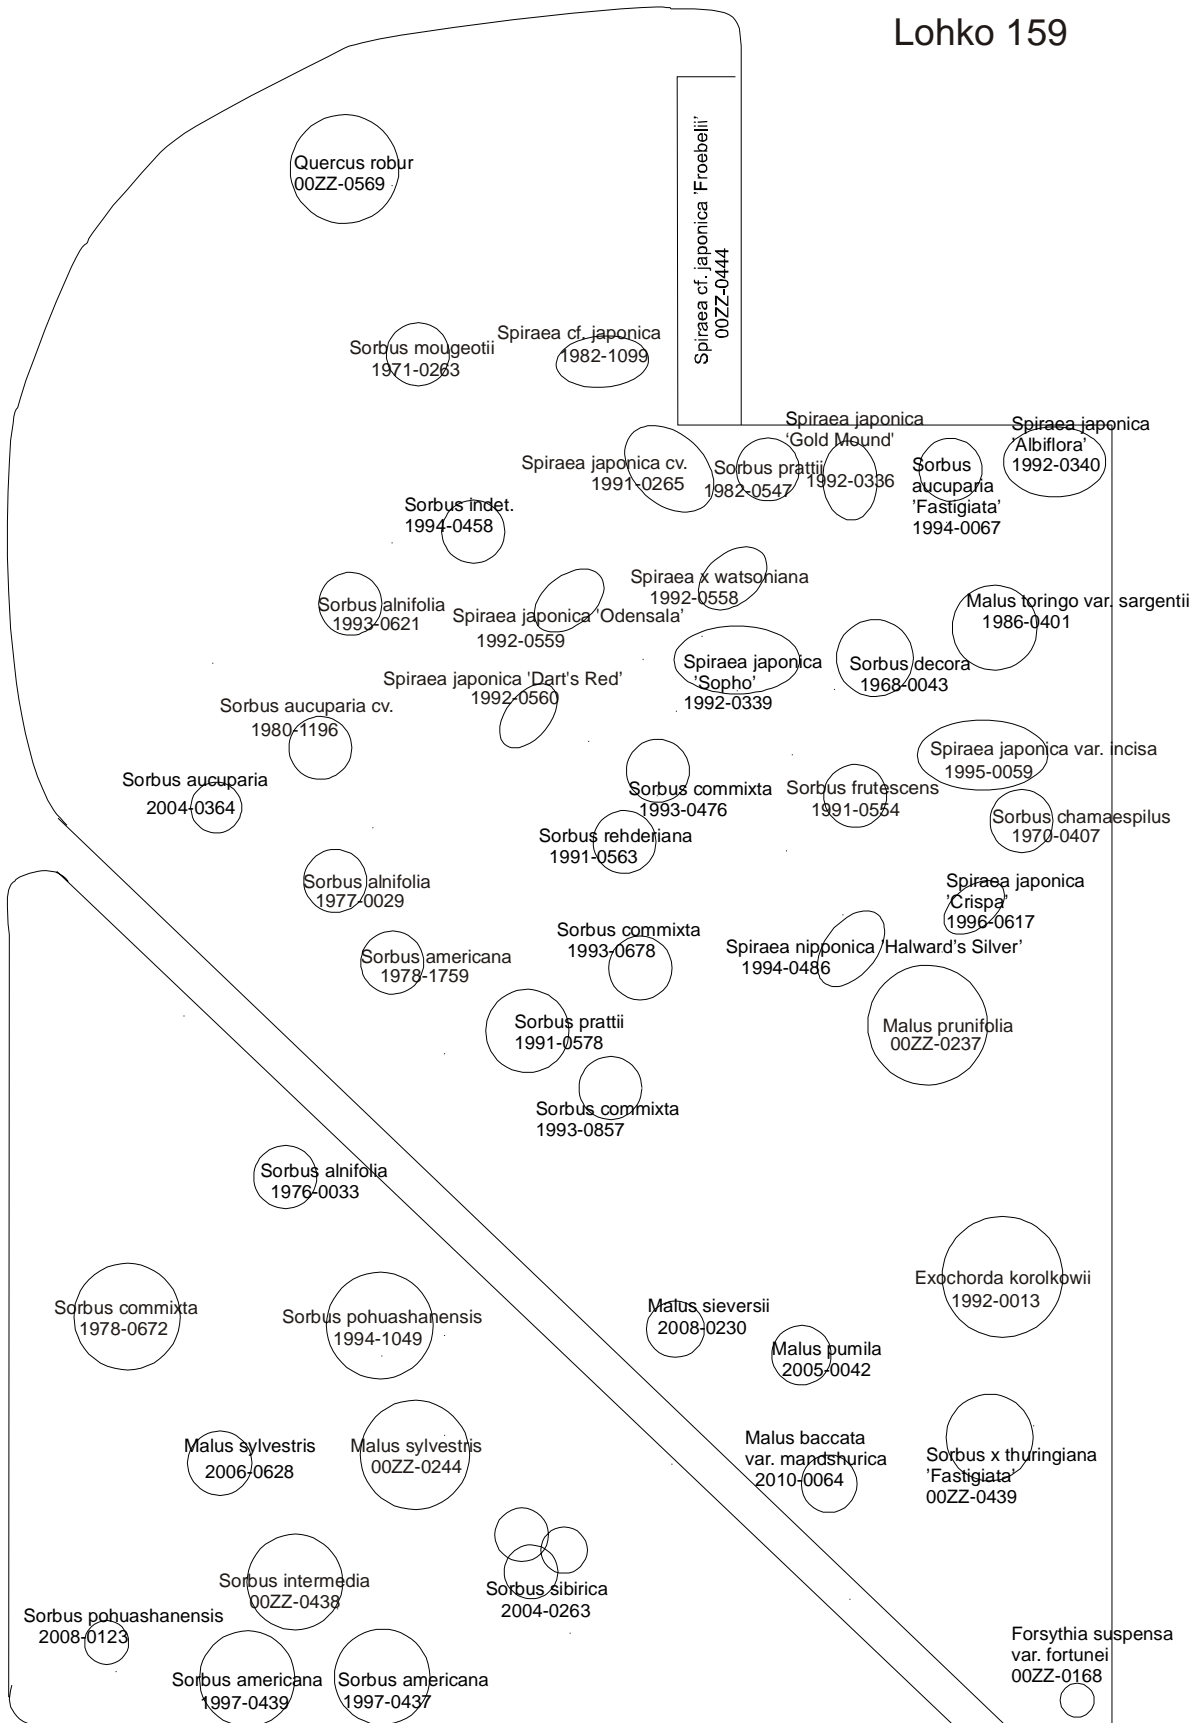 Lohko 159
Quercus robur
00ZZ-0569
Spiraea cf. japonica ’Froebelii’
00ZZ-0444
Sorbus mougeotii
1971-0263
Spiraea cf. japonica
1982-1099
Spiraea japonica cv.
1991-0265
Sorbus prattii
1982-0547
Spiraea japonica
'Gold Mound'
1992-0336
Sorbus
aucuparia
’Fastigiata’
1994-0067
Spiraea japonica
’Albiflora’
1992-0340
Sorbus indet.
1994-0458
Sorbus alnifolia
1993-0621
Spiraea japonica ’Odensala’
1992-0559
Spiraea x watsoniana
1992-0558
Malus toringo var. sargentii
1986-0401
Spiraea japonica
’Sopho’
1992-0339
Sorbus decora
1968-0043
Spiraea japonica 'Dart's Red’
1992-0560
Sorbus aucuparia cv.
1980-1196
Sorbus aucuparia
2004-0364
Spiraea japonica var. incisa
1995-0059
Sorbus commixta
1993-0476
Sorbus frutescens
1991-0554
Sorbus chamaespilus
1970-0407
Sorbus rehderiana
1991-0563
Sorbus alnifolia
1977-0029
Spiraea japonica
’Crispa’
1996-0617
Sorbus americana
1978-1759
Sorbus commixta
1993-0678
Spiraea nipponica ’Halward’s Silver’
1994-0486
Sorbus prattii
1991-0578
Malus prunifolia
00ZZ-0237
Sorbus commixta
1993-0857
Sorbus alnifolia
1976-0033
Sorbus commixta
1978-0672
Sorbus pohuashanensis
1994-1049
Malus sieversii
2008-0230
Malus pumila
2005-0042
Exochorda korolkowii
1992-0013
Malus sylvestris
2006-0628
Malus sylvestris
00ZZ-0244
Malus baccata
var. mandshurica
2010-0064
Sorbus x thuringiana
’Fastigiata’
00ZZ-0439
Sorbus intermedia
00ZZ-0438
Sorbus sibirica
2004-0263
Sorbus pohuashanensis
2008-0123
Sorbus americana
1997-0439
Sorbus americana
1997-0437
Forsythia suspensa
var. fortunei
00ZZ-0168